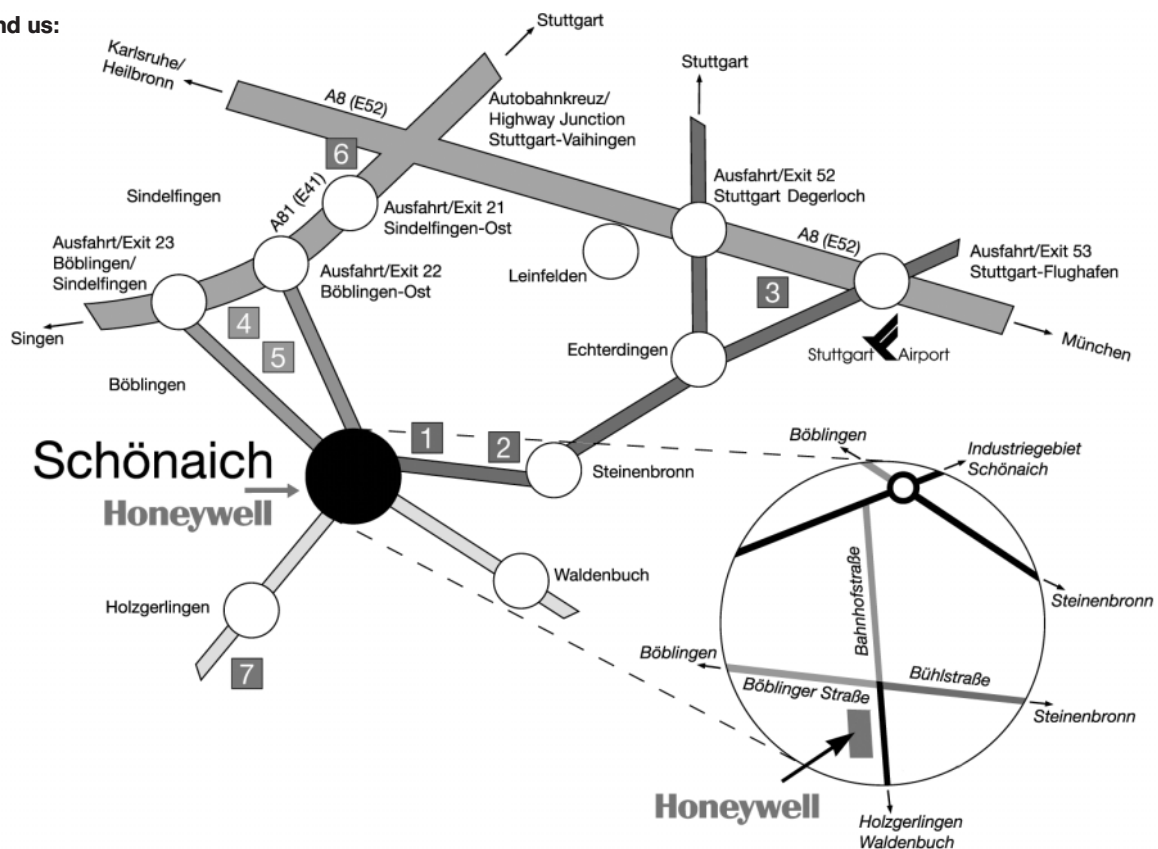 nd us:
Stuttgart
Karlsruhe/
Heilbronn
Stuttgart
A8 (E52)
Autobahnkreuz/
Highway Junction
Stuttgart-Vaihingen
6
Ausfahrt/Exit 52
Stuttgart Degerloch
Sindelfingen
A81 (E41)
Ausfahrt/Exit 21
Sindelfingen-Ost
A8 (E52)
Ausfahrt/Exit 23
Böblingen/
Sindelfingen
Ausfahrt/Exit 53
Stuttgart-Flughafen
Ausfahrt/Exit 22
Böblingen-Ost
Leinfelden
3
4
Singen
5
Echterdingen
Stuttgart Airport
München
Böblingen
1
2
Böblingen
Industriegebiet
Schönaich
Schönaich
Steinenbronn
Honeywell
Waldenbuch
Bahnhofstraße
Steinenbronn
Holzgerlingen
Böblingen
7
Böblinger Straße
Bühlstraße
Steinenbronn
Honeywell
Holzgerlingen
Waldenbuch